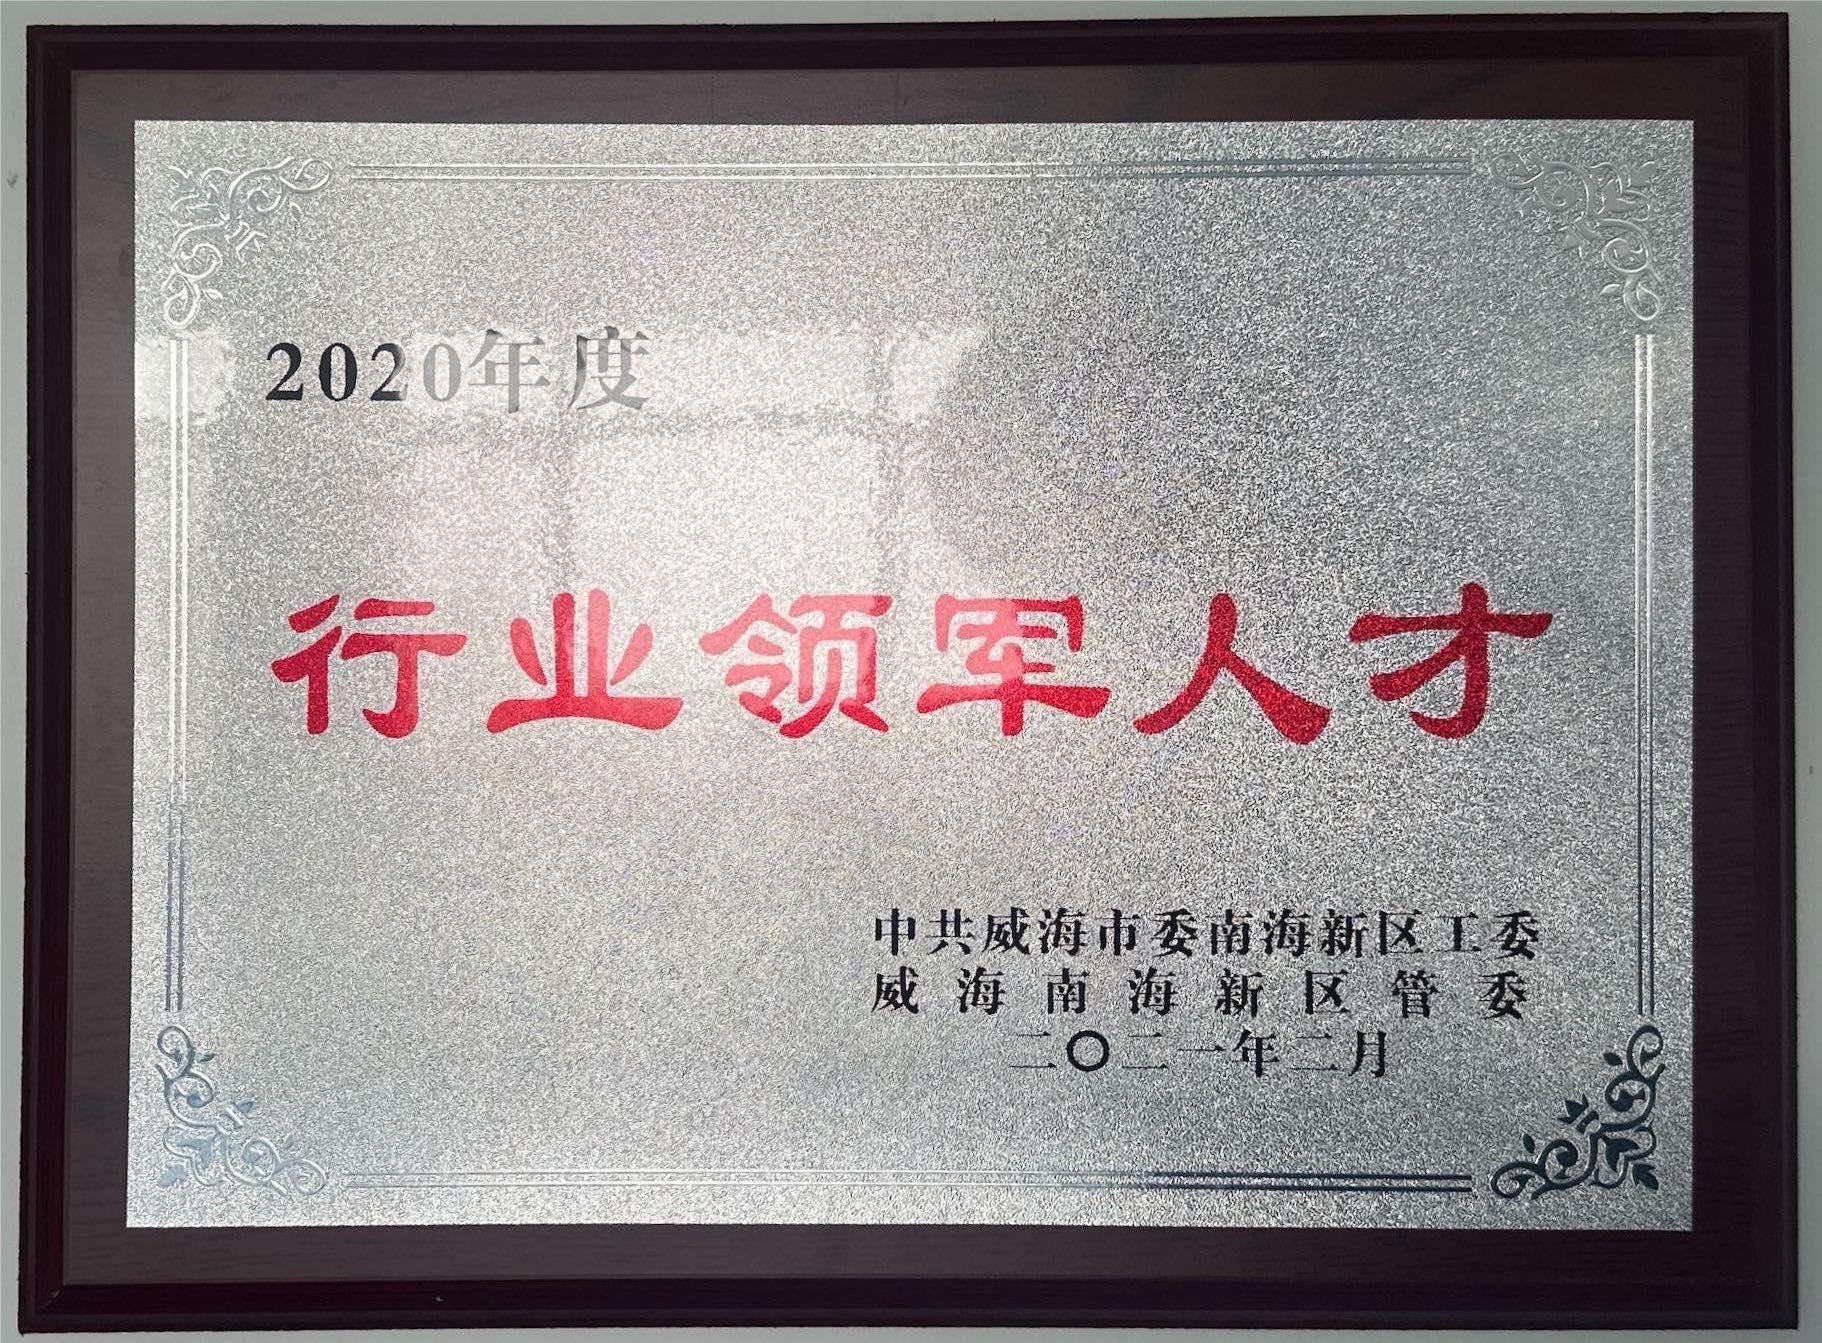 2020年度
行业领军人才
中共威海市委南海新区工委
威海南海新区管委
二〇二一年二月